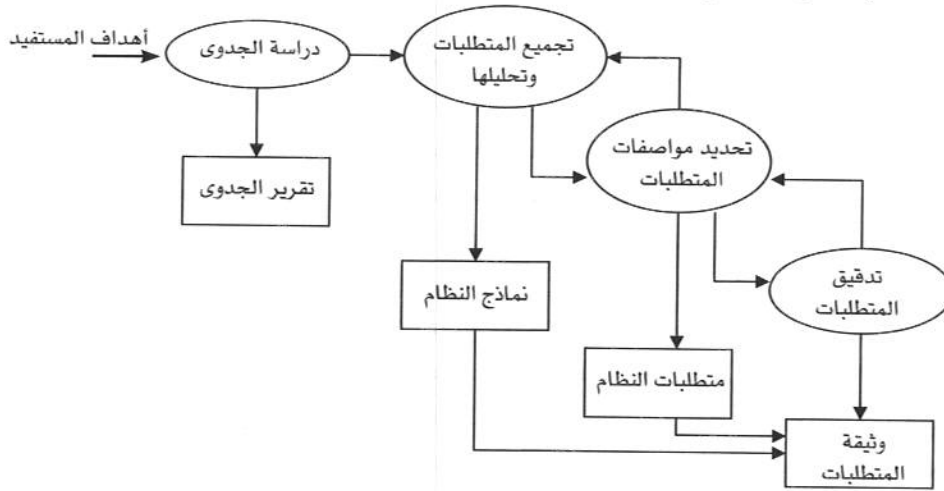 أهداف المستفيد
دراسة الجدوى
تجميع المتطلبات
وتحليلها
تحديد مواصفات
المتطلبات
تقرير الجدوى
تدقيق
المتطلبات
نماذج النظام
متطلبات النظام
وثيقة
المتطلبات